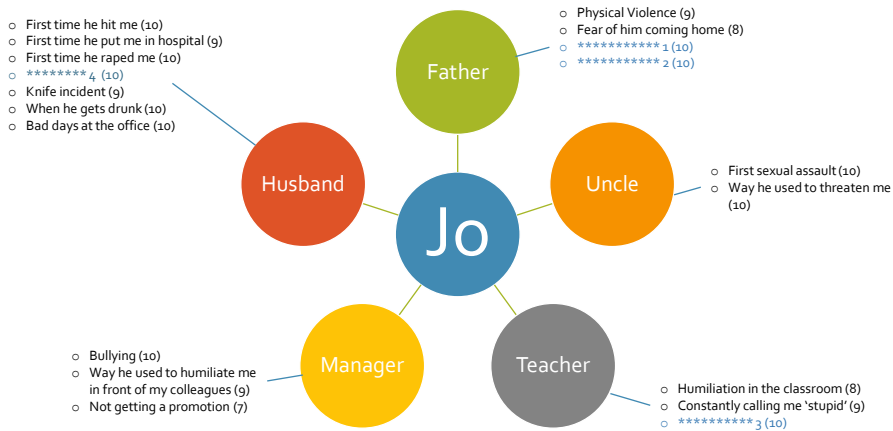 First time he hit me (10)
First time he put me in hospital (9)
First time he raped me (10)
******** 4 (10)
Knife incident (9)
When he gets drunk (10)
Bad days at the office (10)
Physical Violence (9)
Fear of him coming home (8)
*********** 1 (10)
*********** 2 (10)
Father
Husband
Uncle
First sexual assault (10)
Way he used to threaten me
(10)
Jo
Manager
Teacher
Bullying (10)
Way he used to humiliate me
in front of my colleagues (9)
Not getting a promotion (7)
Humiliation in the classroom (8)
Constantly calling me ‘stupid’ (9)
********** 3 (10)